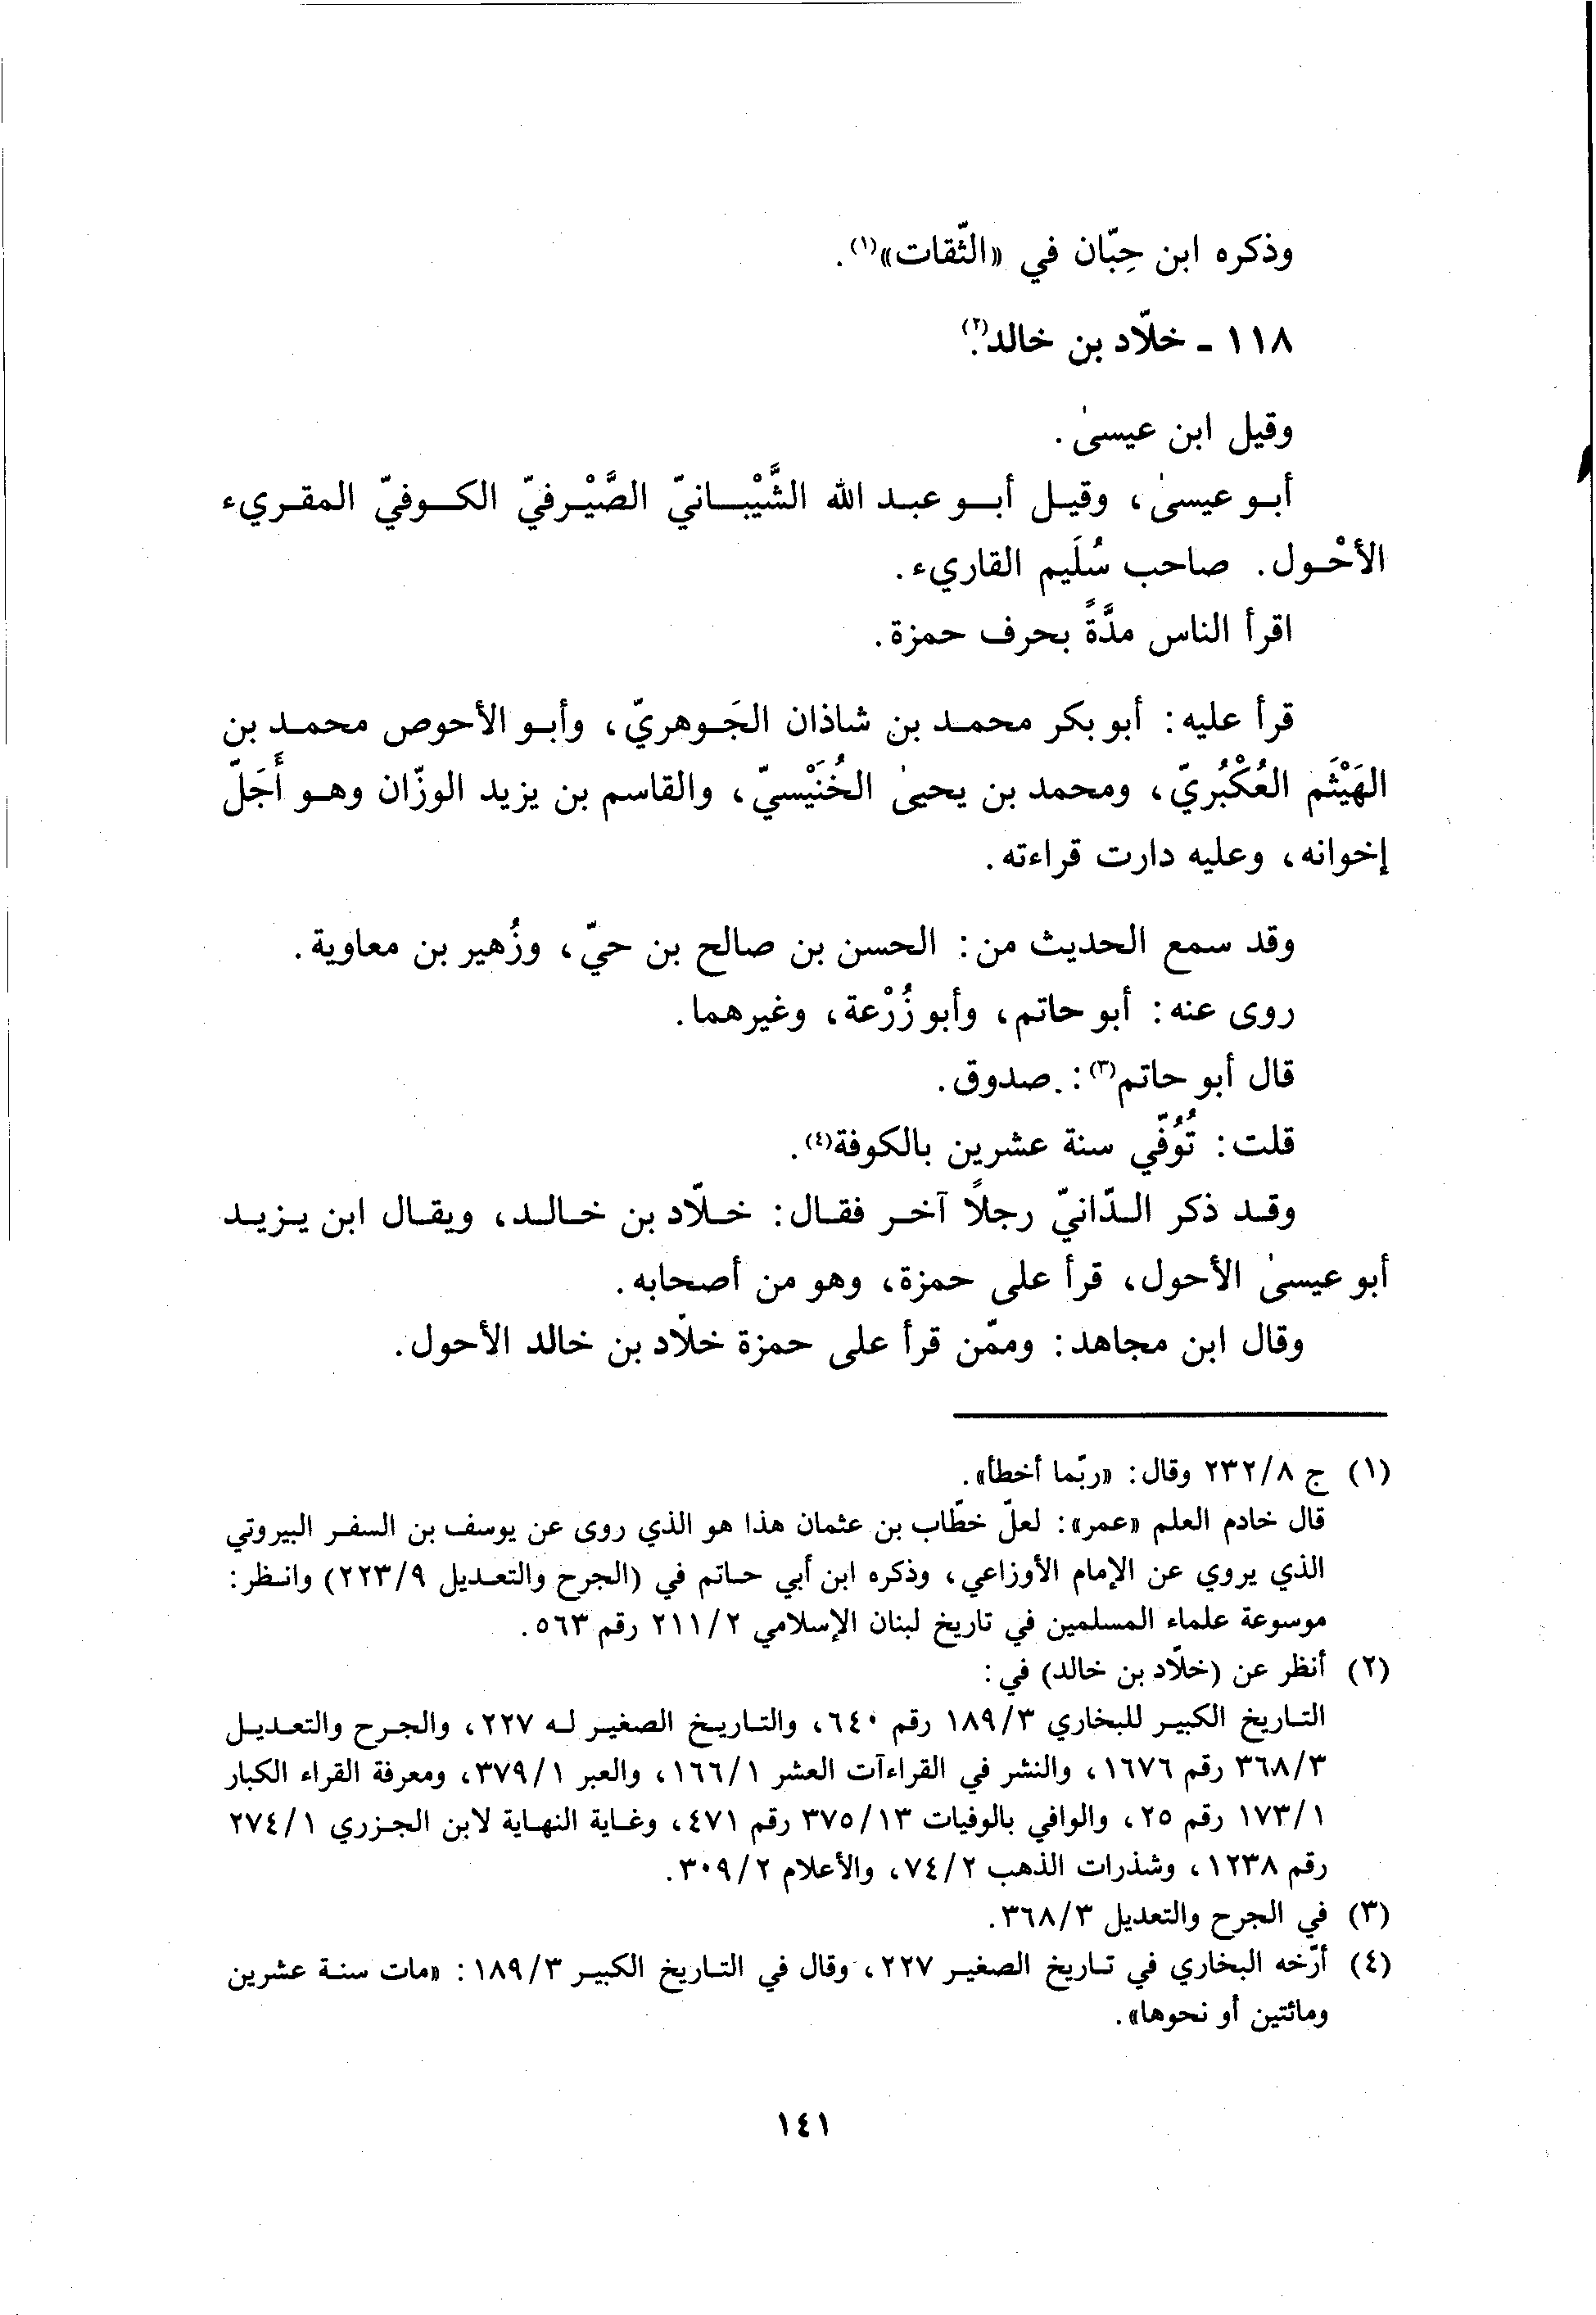 وذكره ابن حِبّان في «الثّقات»(١).
١١٨ ـ خلّاد بن خالد(٢).
وقيل ابن عيسىٰ.
أبو عيسىٰ، وقيل أبو عبد الله الشَّيْبانيّ الصَّيْرفيّ الكوفيّ المقريء
الأحْول. صاحب سُلَيم القاريء.
اقرأ الناس مدَّةً بحرف حمزة.
قرأ عليه: أبو بكر محمد بن شاذان الجَوهريّ، وأبو الأحوص محمد بن
الهَيْثَم العُكْبُريّ، ومحمد بن يحيىٰ الخُنَيْسيّ، والقاسم بن يزيد الوزّان وهو أَجَلّ
إخوانه، وعليه دارت قراءته.
وقد سمع الحديث من: الحسن بن صالح بن حيّ، وزُهير بن معاوية.
روى عنه: أبو حاتم، وأبو زُرْعة، وغيرهما.
قال أبو حاتم(٣): صدوق.
قلت: تُوُفّي سنة عشرين بالكوفة(٤).
وقد ذكر الدّانيّ رجلًا آخر فقال: خلّاد بن خالد، ويقال ابن يزيد
أبو عيسىٰ الأحول، قرأ على حمزة، وهو من أصحابه.
وقال ابن مجاهد: وممّن قرأ على حمزة خلّاد بن خالد الأحول.
(١) ج ٢٣٢/٨ وقال: «ربّما أخطأ».
قال خادم العلم «عمر»: لعلّ خطّاب بن عثمان هذا هو الذي روى عن يوسف بن السفر البيروتي
الذي يروي عن الإمام الأوزاعي، وذكره ابن أبي حاتم في (الجرح والتعديل ٢٢٣/٩) وانظر:
موسوعة علماء المسلمين في تاريخ لبنان الإسلامي ٢١١/٢ رقم ٥٦٣.
(٢) أنظر عن (خلّاد بن خالد) في:
التاريخ الكبير للبخاري ١٨٩/٣ رقم ٦٤٠، والتاريخ الصغير له ٢٢٧، والجرح والتعديل
٣٦٨/٣ رقم ١٦٧٦، والنشر في القراءآت العشر ١٦٦/١، والعبر ٣٧٩/١، ومعرفة القراء الكبار
١٧٣/١ رقم ٢٥، والوافي بالوفيات ٣٧٥/١٣ رقم ٤٧١، وغاية النهاية لابن الجزري ٢٧٤/١
رقم ١٢٣٨، وشذرات الذهب ٧٤/٢، والأعلام ٣٠٩/٢.
(٣) في الجرح والتعديل ٣٦٨/٣.
(٤) أرّخه البخاري في تاريخ الصغير ٢٢٧، وقال في التاريخ الكبير ١٨٩/٣: «مات سنة عشرين
ومائتين أو نحوها».
١٤١